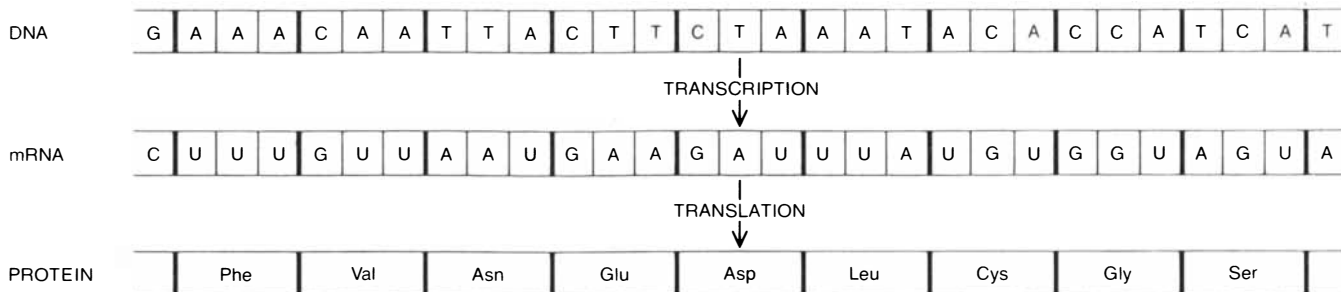 DNA G A A A C A A T T A C T T C T A A A T A C A C C A T C A T
TRANSCRIPTION
mRNA C U U U G U U A A U G A A G A U U U A U G U G G U A G U A
TRANSLATION
PROTEIN Phe Val Asn Glu Asp Leu Cys Gly Ser